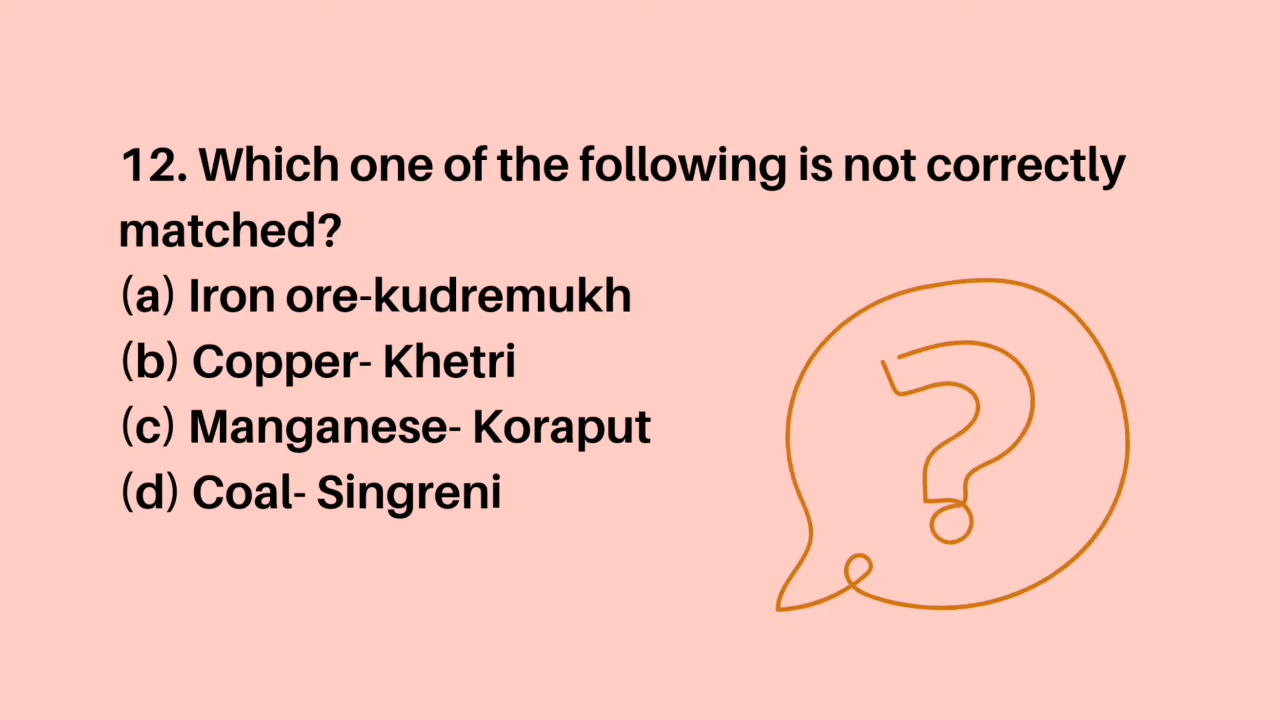 12. Which one of the following is not correctly
matched?
(a) Iron ore-kudremukh
(b) Copper- Khetri
(c) Manganese- Koraput
(d) Coal- Singreni